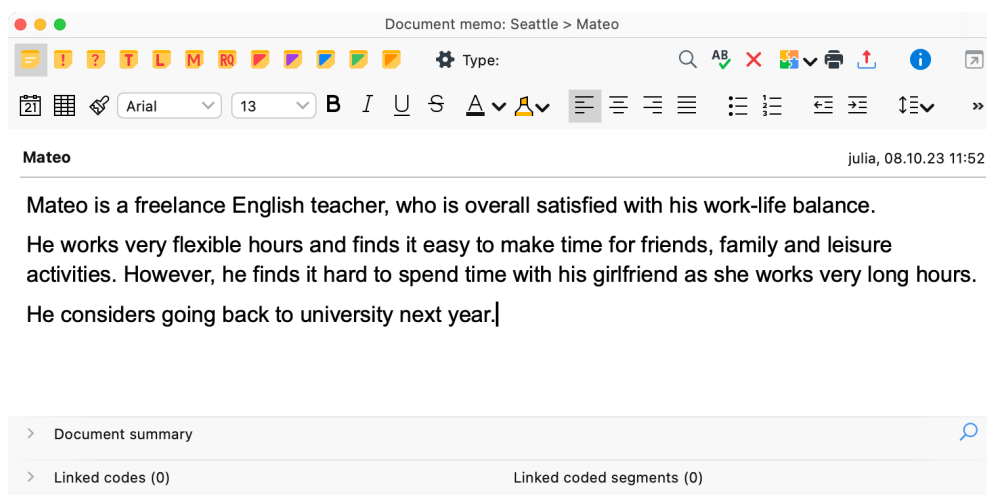 Document memo: Seattle > Mateo
! ? T L M RQ Type:
AB i
21 Arial 13 B I U S A »
Mateo julia, 08.10.23 11:52
Mateo is a freelance English teacher, who is overall satisfied with his work-life balance.
He works very flexible hours and finds it easy to make time for friends, family and leisure
activities. However, he finds it hard to spend time with his girlfriend as she works very long hours.
He considers going back to university next year.
Document summary
Linked codes (0) Linked coded segments (0)